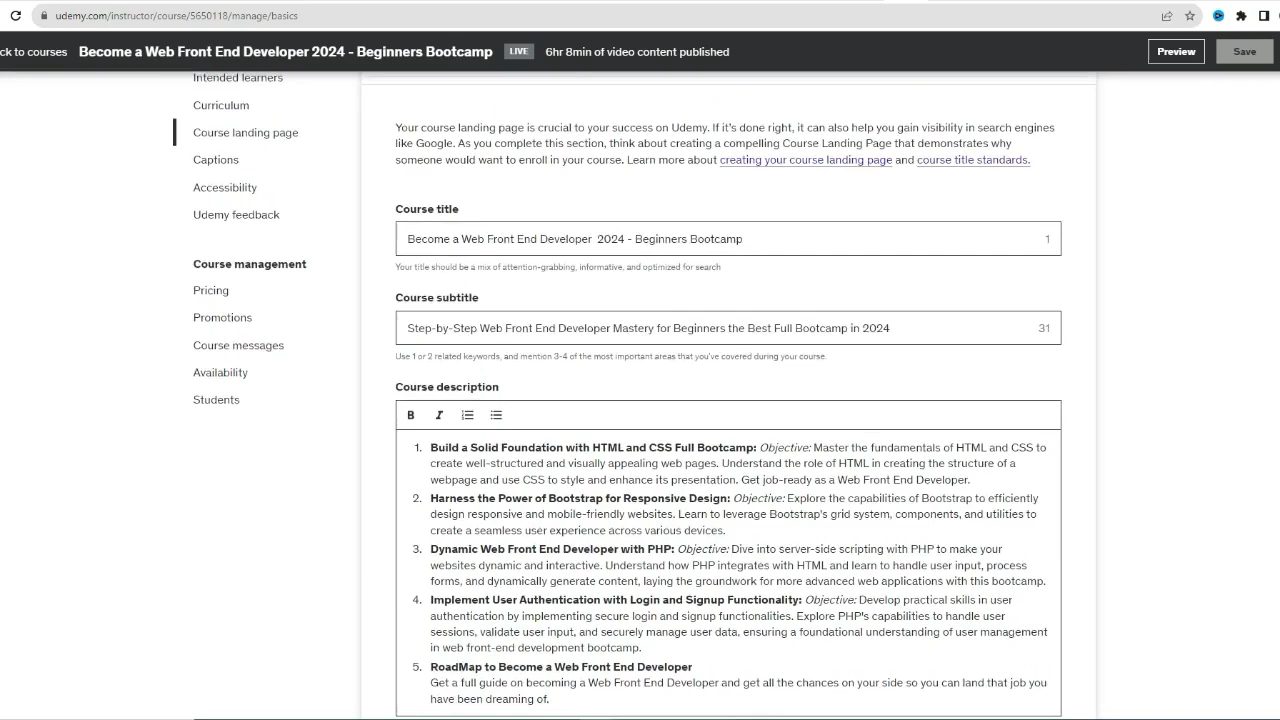 udemy.com/instructor/course/5650118/manage/basics
ck to courses Become a Web Front End Developer 2024 - Beginners Bootcamp LIVE 6hr 8min of video content published Preview Save
Intended learners
Curriculum
Course landing page
Captions
Accessibility
Udemy feedback
Course management
Pricing
Promotions
Course messages
Availability
Students
Your course landing page is crucial to your success on Udemy. If it's done right, it can also help you gain visibility in search engines
like Google. As you complete this section, think about creating a compelling Course Landing Page that demonstrates why
someone would want to enroll in your course. Learn more about creating your course landing page and course title standards.
Course title
Become a Web Front End Developer  2024 - Beginners Bootcamp 1
Your title should be a mix of attention-grabbing, informative, and optimized for search
Course subtitle
Step-by-Step Web Front End Developer Mastery for Beginners the Best Full Bootcamp in 2024 31
Use 1 or 2 related keywords, and mention 3-4 of the most important areas that you've covered during your course.
Course description
B I
1. Build a Solid Foundation with HTML and CSS Full Bootcamp: Objective: Master the fundamentals of HTML and CSS to
create well-structured and visually appealing web pages. Understand the role of HTML in creating the structure of a
webpage and use CSS to style and enhance its presentation. Get job-ready as a Web Front End Developer.
2. Harness the Power of Bootstrap for Responsive Design: Objective: Explore the capabilities of Bootstrap to efficiently
design responsive and mobile-friendly websites. Learn to leverage Bootstrap's grid system, components, and utilities to
create a seamless user experience across various devices.
3. Dynamic Web Front End Developer with PHP: Objective: Dive into server-side scripting with PHP to make your
websites dynamic and interactive. Understand how PHP integrates with HTML and learn to handle user input, process
forms, and dynamically generate content, laying the groundwork for more advanced web applications with this bootcamp.
4. Implement User Authentication with Login and Signup Functionality: Objective: Develop practical skills in user
authentication by implementing secure login and signup functionalities. Explore PHP's capabilities to handle user
sessions, validate user input, and securely manage user data, ensuring a foundational understanding of user management
in web front-end development bootcamp.
5. RoadMap to Become a Web Front End Developer
Get a full guide on becoming a Web Front End Developer and get all the chances on your side so you can land that job you
have been dreaming of.